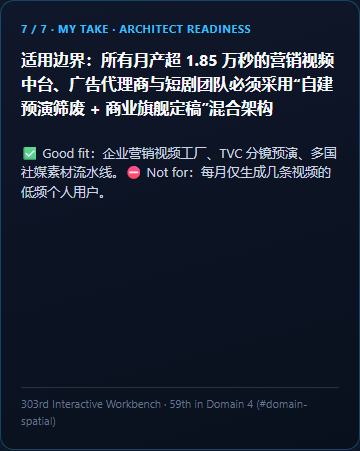 7 / 7 · MY TAKE · ARCHITECT READINESS
适用边界：所有月产超 1.85 万秒的营销视频
中台、广告代理商与短剧团队必须采用“自建
预演筛废 + 商业旗舰定稿”混合架构
✅ Good fit：企业营销视频工厂、TVC 分镜预演、多国
社媒素材流水线。⛔ Not for：每月仅生成几条视频的
低频个人用户。
303rd Interactive Workbench · 59th in Domain 4 (#domain-
spatial)